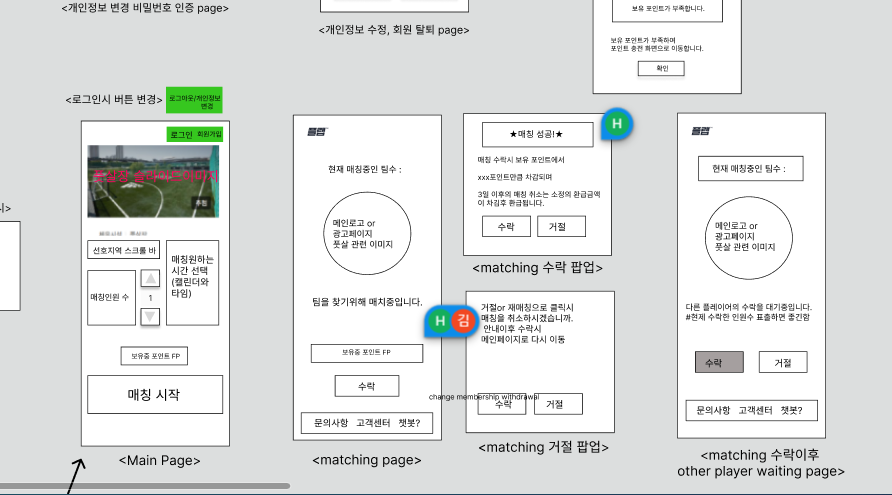 <개인정보 변경 비밀번호 인증 page>
<개인정보 수정, 회원 탈퇴 page>
보유 포인트가 부족합니다.
보유 포인트가 부족하며
포인트 충전 화면으로 이동합니다.
확인
<로그인시 버튼 변경>
로그아웃/개인정보
변경
로그인
회원가입
선호지역 스크롤 바
매칭인원 수
1
매칭원하는
시간 선택
(캘린더와
타임)
보유중 포인트 FP
매칭 시작
<Main Page>
플랩
현재 매칭중인 팀수 :
메인로고 or
광고페이지
풋살 관련 이미지
팀을 찾기위해 매치중입니다.
보유중 포인트 FP
수락
문의사항 고객센터 챗봇?
<matching page>
★매칭 성공!★
매칭 수락시 보유 포인트에서
xxx포인트만큼 차감되며
3일 이후의 매칭 취소는 소정의 환급금액
이 차감후 환급됩니다.
수락
거절
H
<matching 수락 팝업>
거절or 재매칭으로 클릭시
매칭을 취소하시겠습니까.
안내이후 수락시
메인페이지로 다시 이동
H
김
change membership withdrawal
수락
거절
<matching 거절 팝업>
플랩
현재 매칭중인 팀수 :
메인로고 or
광고페이지
풋살 관련 이미지
다른 플레이어의 수락을 대기중입니다.
#현재 수락한 인원수 표출하면 좋긴함
수락
거절
문의사항 고객센터 챗봇?
<matching 수락이후
other player waiting page>